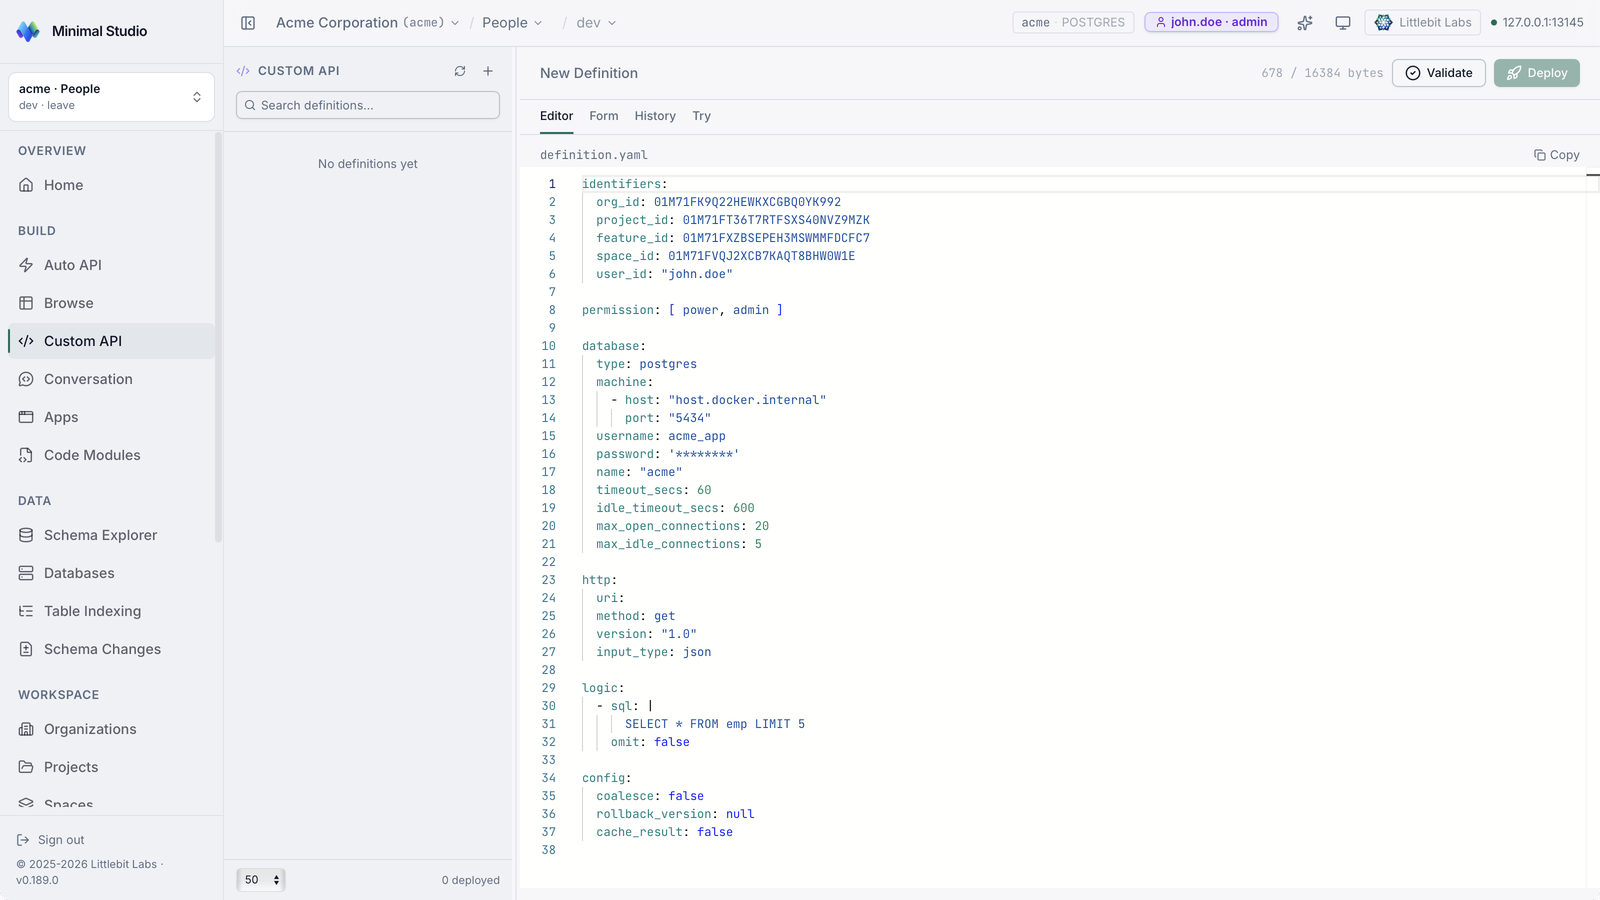 Minimal Studio
Acme Corporation (acme) / People / dev
acme · POSTGRES
john.doe · admin
Littlebit Labs
127.0.0.1:13145
acme · People
dev · leave
OVERVIEW
Home
BUILD
Auto API
Browse
Custom API
Conversation
Apps
Code Modules
DATA
Schema Explorer
Databases
Table Indexing
Schema Changes
WORKSPACE
Organizations
Projects
Spaces
Sign out
© 2025-2026 Littlebit Labs ·
v0.189.0
CUSTOM API
Search definitions...
No definitions yet
50
0 deployed
New Definition
678 / 16384 bytes
Validate
Deploy
Editor Form History Try
definition.yaml
Copy
1 identifiers:
2 org_id: 01M71FK9Q22HEWKXCGBQ0YK992
3 project_id: 01M71FT36T7RTFSXS40NVZ9MZK
4 feature_id: 01M71FXZBSEPEH3MSWMMFDCFC7
5 space_id: 01M71FVQJ2XCB7KAQT8BHW0W1E
6 user_id: "john.doe"
7
8 permission: [ power, admin ]
9
10 database:
11 type: postgres
12 machine:
13 - host: "host.docker.internal"
14 port: "5434"
15 username: acme_app
16 password: '********'
17 name: "acme"
18 timeout_secs: 60
19 idle_timeout_secs: 600
20 max_open_connections: 20
21 max_idle_connections: 5
22
23 http:
24 uri:
25 method: get
26 version: "1.0"
27 input_type: json
28
29 logic:
30 - sql: |
31 SELECT * FROM emp LIMIT 5
32 omit: false
33
34 config:
35 coalesce: false
36 rollback_version: null
37 cache_result: false
38